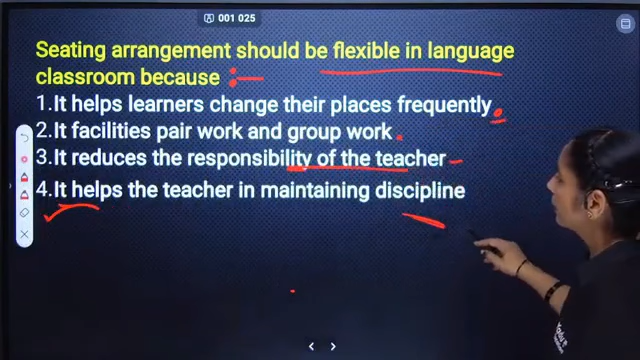 001 025
Seating arrangement should be flexible in language
classroom because :-
1.It helps learners change their places frequently
2.It facilities pair work and group work
3.It reduces the responsibility of the teacher
4.It helps the teacher in maintaining discipline